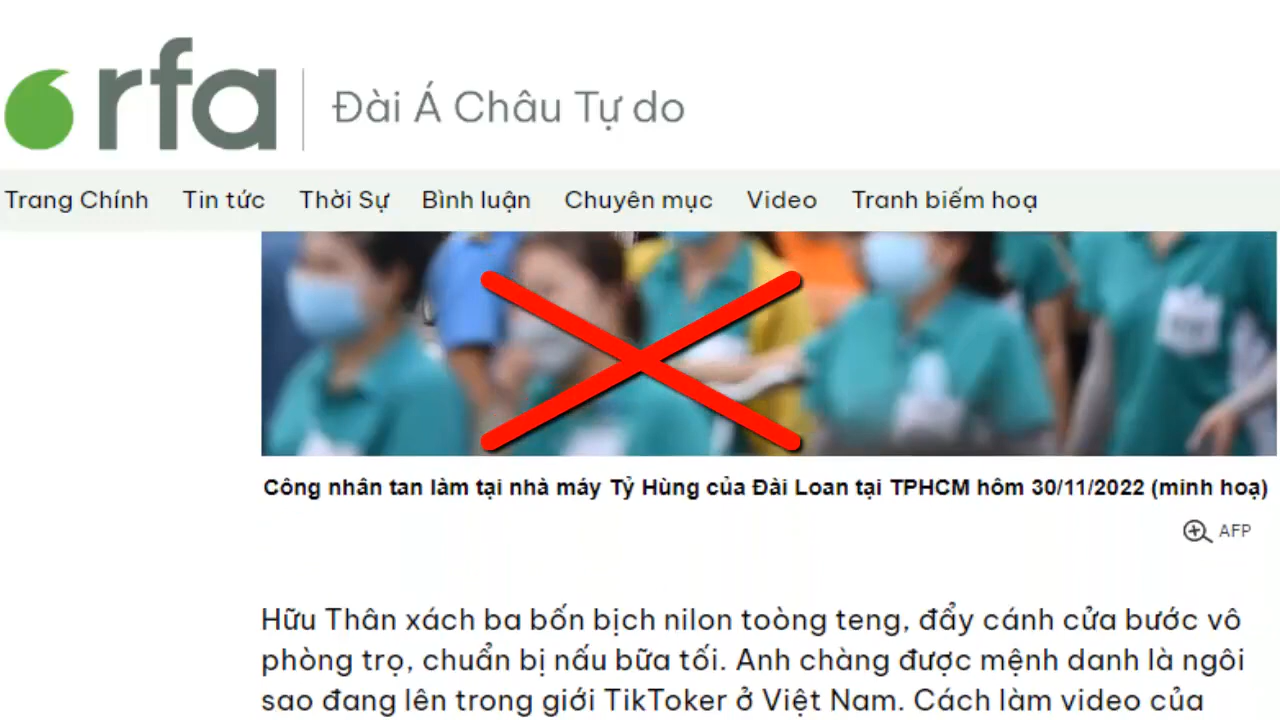 rfa Đài Á Châu Tự do
Trang Chính Tin tức Thời Sự Bình luận Chuyên mục Video Tranh biếm hoạ
Công nhân tan làm tại nhà máy Tỷ Hùng của Đài Loan tại TPHCM hôm 30/11/2022 (minh hoạ)
AFP
Hữu Thân xách ba bốn bịch nilon toòng teng, đẩy cánh cửa bước vô
phòng trọ, chuẩn bị nấu bữa tối. Anh chàng được mệnh danh là ngôi
sao đang lên trong giới TikToker ở Việt Nam. Cách làm video của